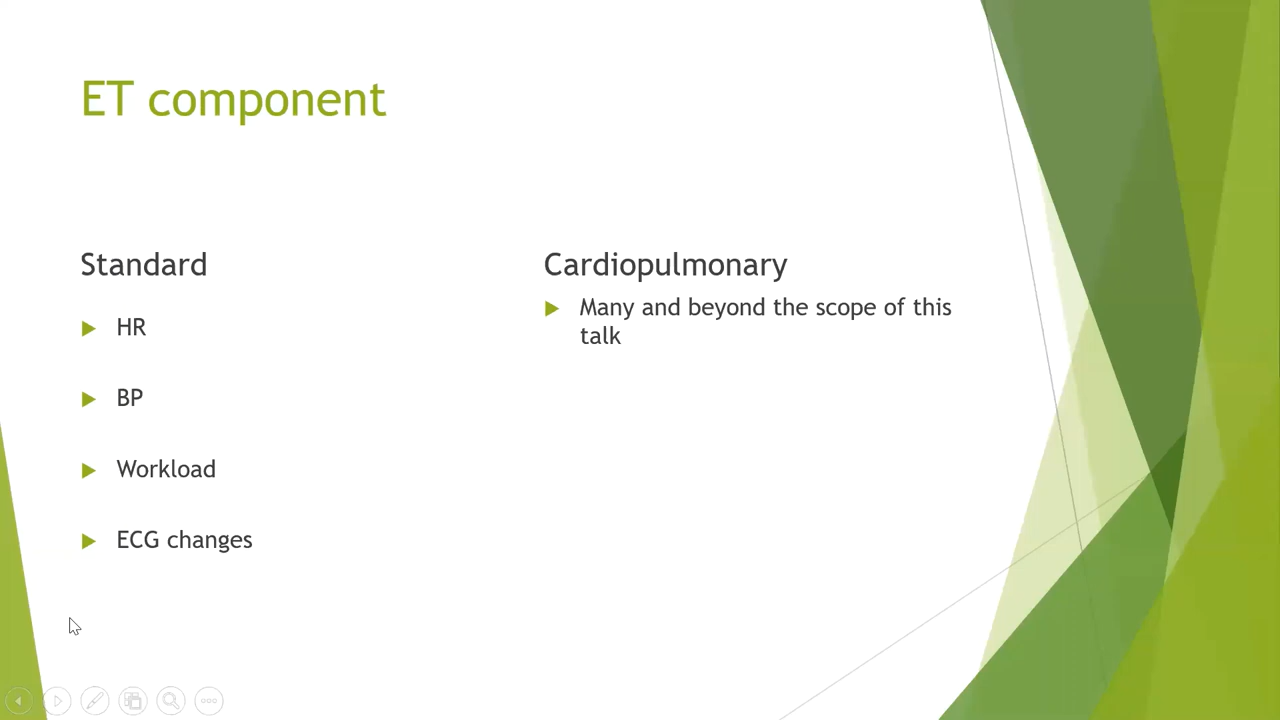 ET component
Standard
HR
BP
Workload
ECG changes
Cardiopulmonary
Many and beyond the scope of this
talk